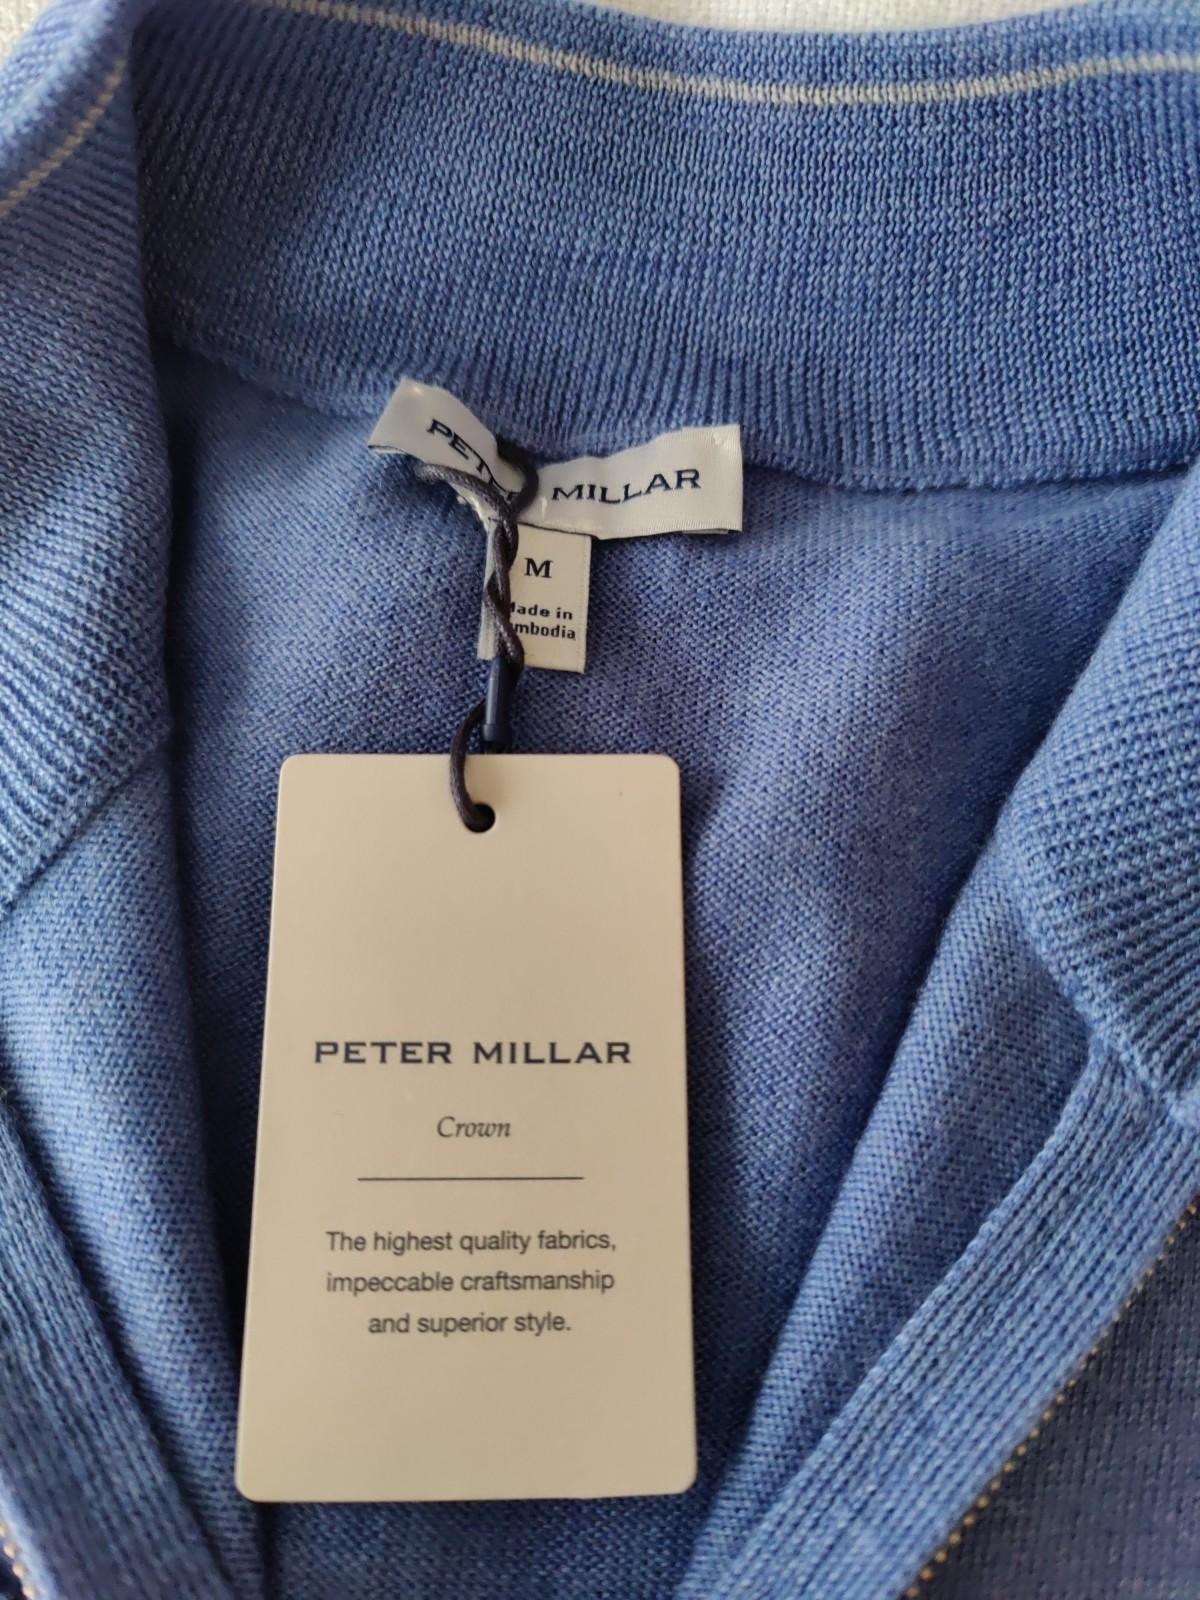 MILLAR
M
in
PETER MILLAR
Crown
The highest quality fabrics,
impeccable craftsmanship
and superior style.